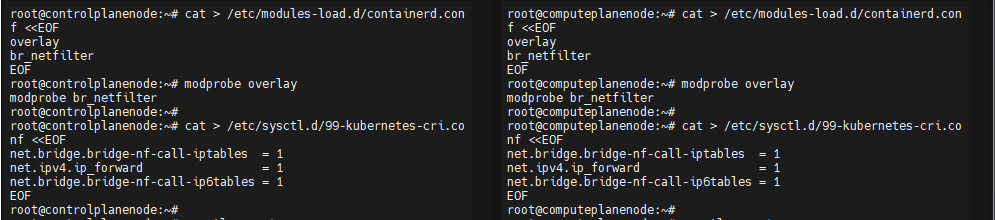 root@controlplanenode:~# cat > /etc/modules-load.d/containerd.con
f <<EOF
overlay
br_netfilter
EOF
root@controlplanenode:~# modprobe overlay
modprobe br_netfilter
root@controlplanenode:~#
root@controlplanenode:~# cat > /etc/sysctl.d/99-kubernetes-cri.co
nf <<EOF
net.bridge.bridge-nf-call-iptables  = 1
net.ipv4.ip_forward                 = 1
net.bridge.bridge-nf-call-ip6tables = 1
EOF
root@controlplanenode:~#
root@computeplanenode:~# cat > /etc/modules-load.d/containerd.con
f <<EOF
overlay
br_netfilter
EOF
root@computeplanenode:~# modprobe overlay
modprobe br_netfilter
root@computeplanenode:~#
root@computeplanenode:~# cat > /etc/sysctl.d/99-kubernetes-cri.co
nf <<EOF
net.bridge.bridge-nf-call-iptables  = 1
net.ipv4.ip_forward                 = 1
net.bridge.bridge-nf-call-ip6tables = 1
EOF
root@computeplanenode:~#